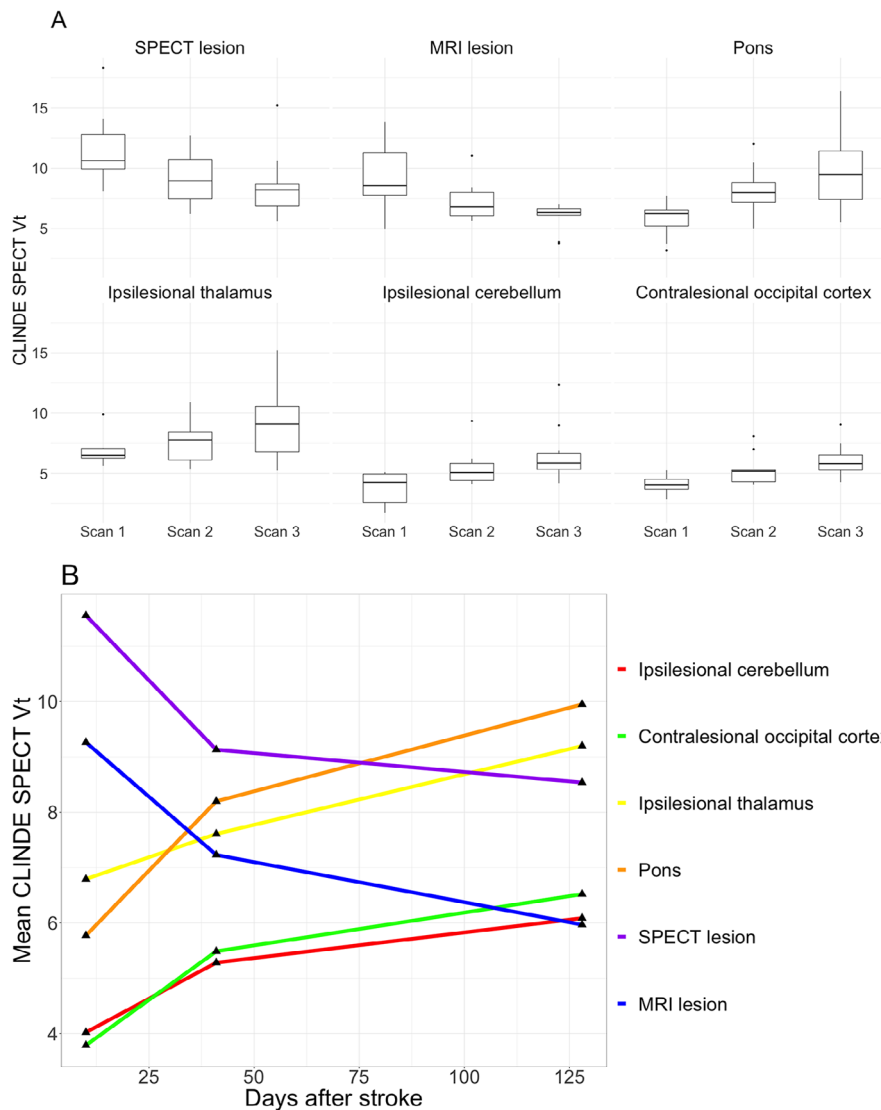 A
SPECT lesion MRI lesion Pons
15
10
5
Ipsilesional thalamus Ipsilesional cerebellum Contralesional occipital cortex
15
10
5
CLINDE SPECT Vt
Scan 1 Scan 2 Scan 3 Scan 1 Scan 2 Scan 3 Scan 1 Scan 2 Scan 3
B
10
8
6
4
Mean CLINDE SPECT Vt
25 50 75 100 125
Days after stroke
Ipsilesional cerebellum
Contralesional occipital corte
Ipsilesional thalamus
Pons
SPECT lesion
MRI lesion